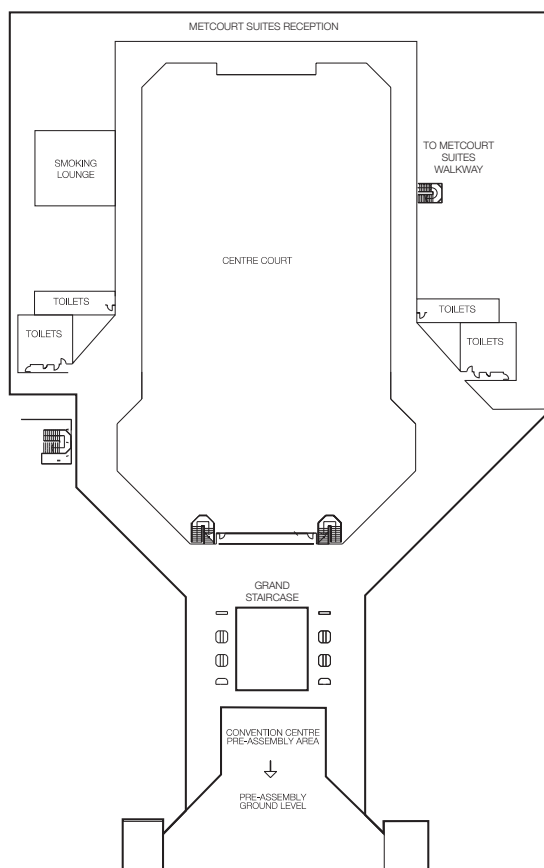 METCOURT SUITES RECEPTION
SMOKING
LOUNGE
TO METCOURT
SUITES
WALKWAY
CENTRE COURT
TOILETS
TOILETS
TOILETS
TOILETS
GRAND
STAIRCASE
CONVENTION CENTRE
PRE-ASSEMBLY AREA
PRE-ASSEMBLY
GROUND LEVEL